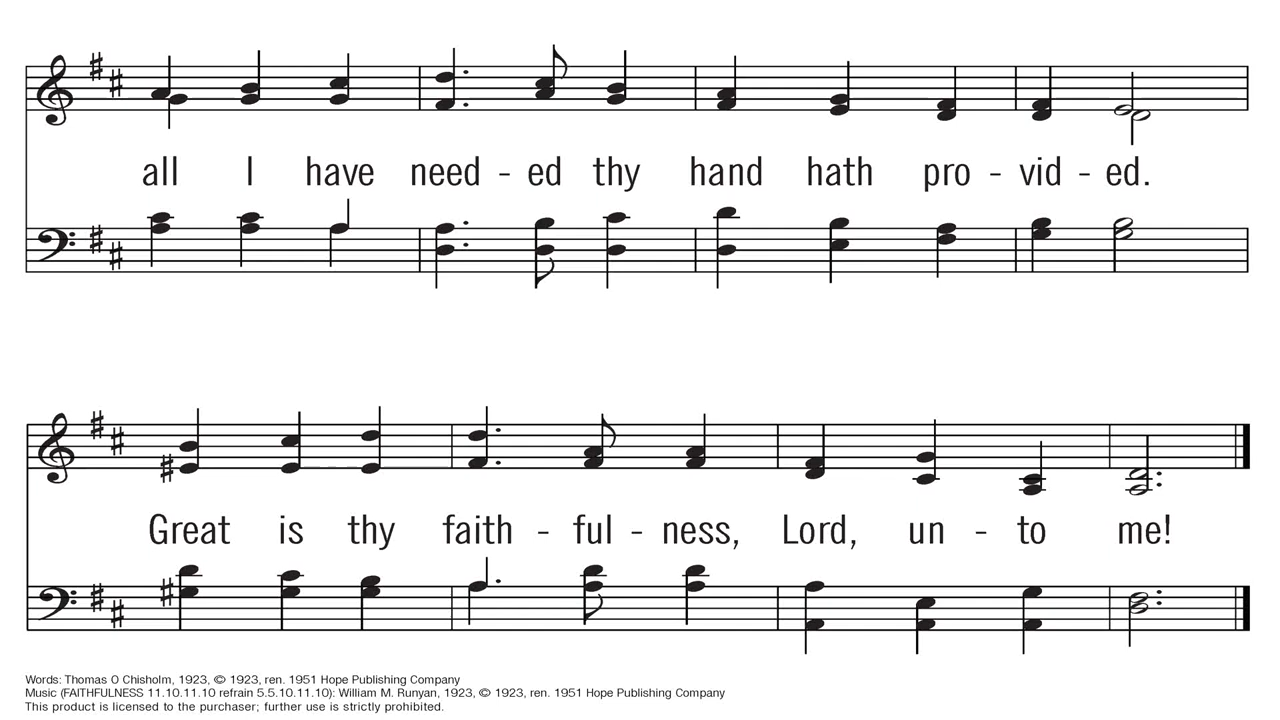 all I have need - ed thy hand hath pro - vid - ed.
Great is thy faith - ful - ness, Lord, un - to me!
Words: Thomas O Chisholm, 1923, © 1923, ren. 1951 Hope Publishing Company
Music (FAITHFULNESS 11.10.11.10 refrain 5.5.10.11.10): William M. Runyan, 1923, © 1923, ren. 1951 Hope Publishing Company
This product is licensed to the purchaser; further use is strictly prohibited.